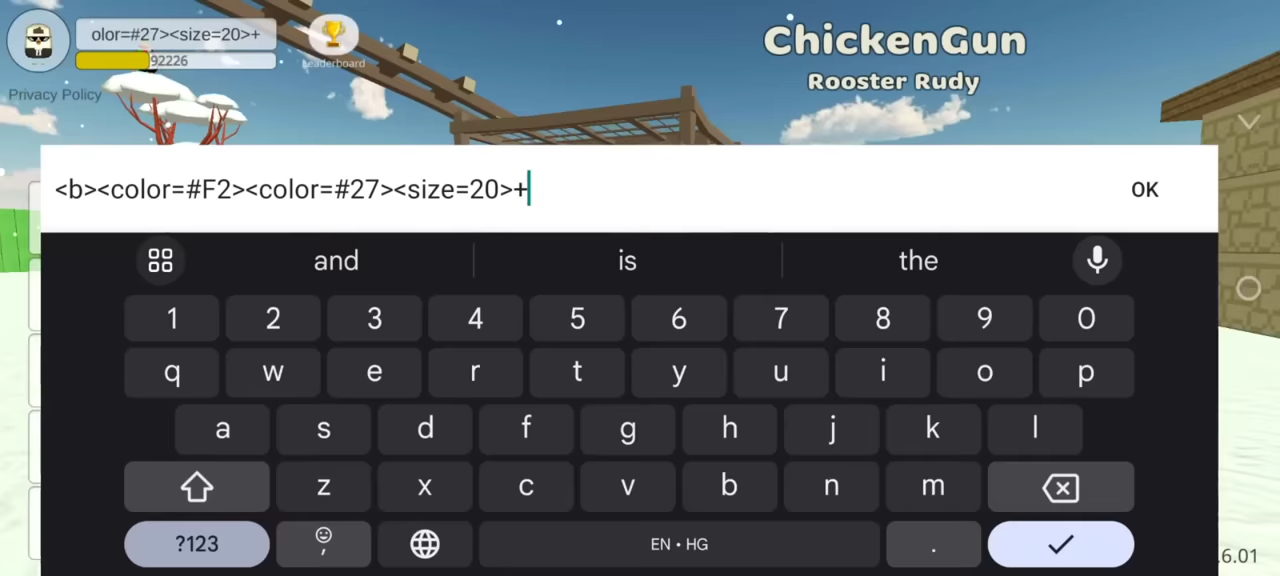 olor=#27><size=20>+
92226
Leaderboard
Privacy Policy
ChickenGun
Rooster Rudy
<b><color=#F2><color=#27><size=20>+
OK
and is the
1 2 3 4 5 6 7 8 9 0
q w e r t y u i o p
a s d f g h j k l
z x c v b n m
?123 , EN • HG .
.6.01